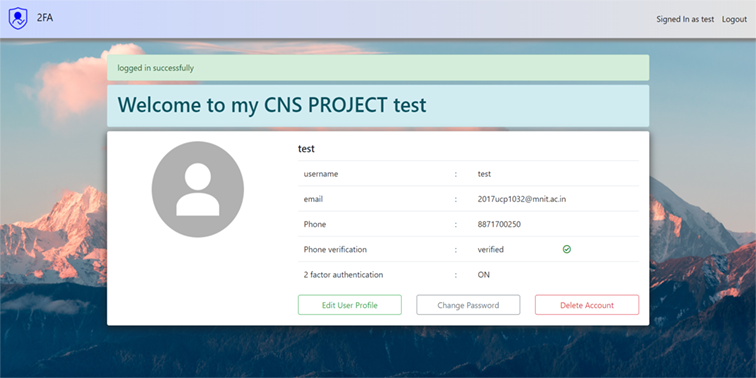 2FA
Signed In as test Logout
logged in successfully
Welcome to my CNS PROJECT test
test
username : test
email : 2017ucp1032@mnit.ac.in
Phone : 8871700250
Phone verification : verified
2 factor authentication : ON
Edit User Profile Change Password Delete Account